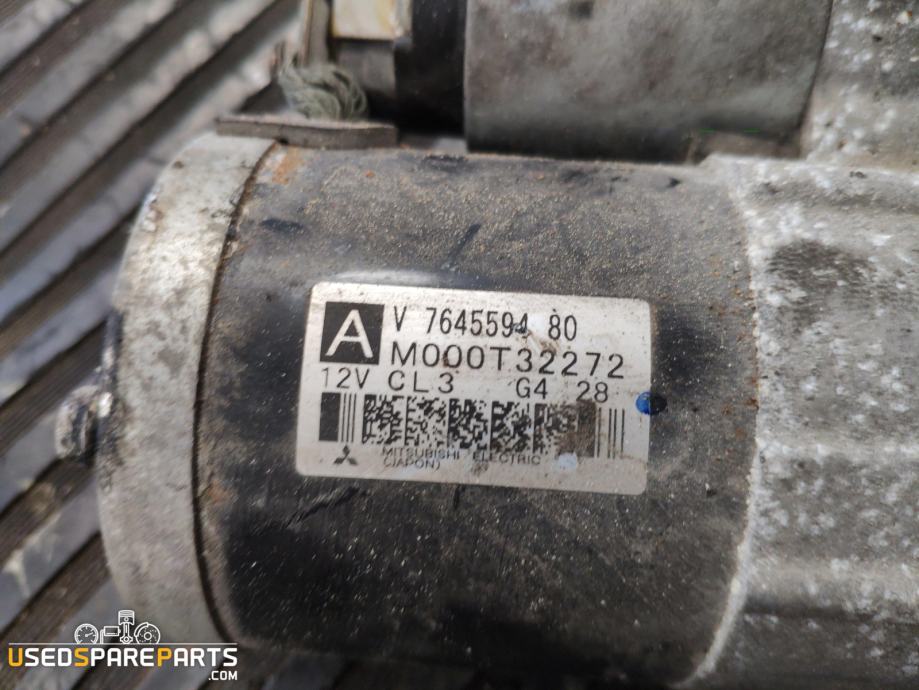 A
V 7645594 80
M000T32272
12V CL3 G4 28
MITSUBISHI ELECTRIC
(JAPON)
USEDSPAREPARTS
.COM